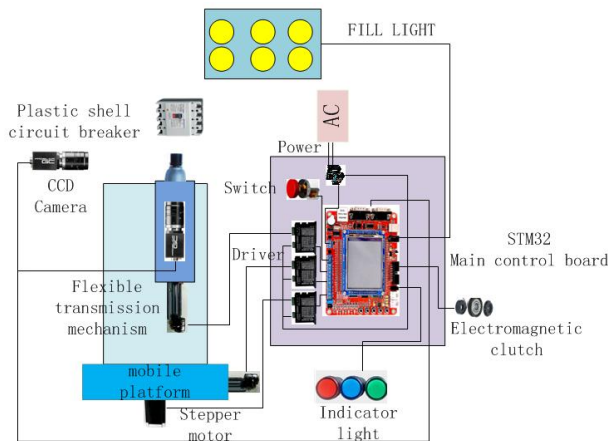 FILL LIGHT
Plastic shell
circuit breaker
AC
Power
CCD
Camera
Switch
STM32
Main control board
Driver
Flexible
transmission
mechanism
Electromagnetic
clutch
mobile
platform
Stepper
motor
Indicator
light